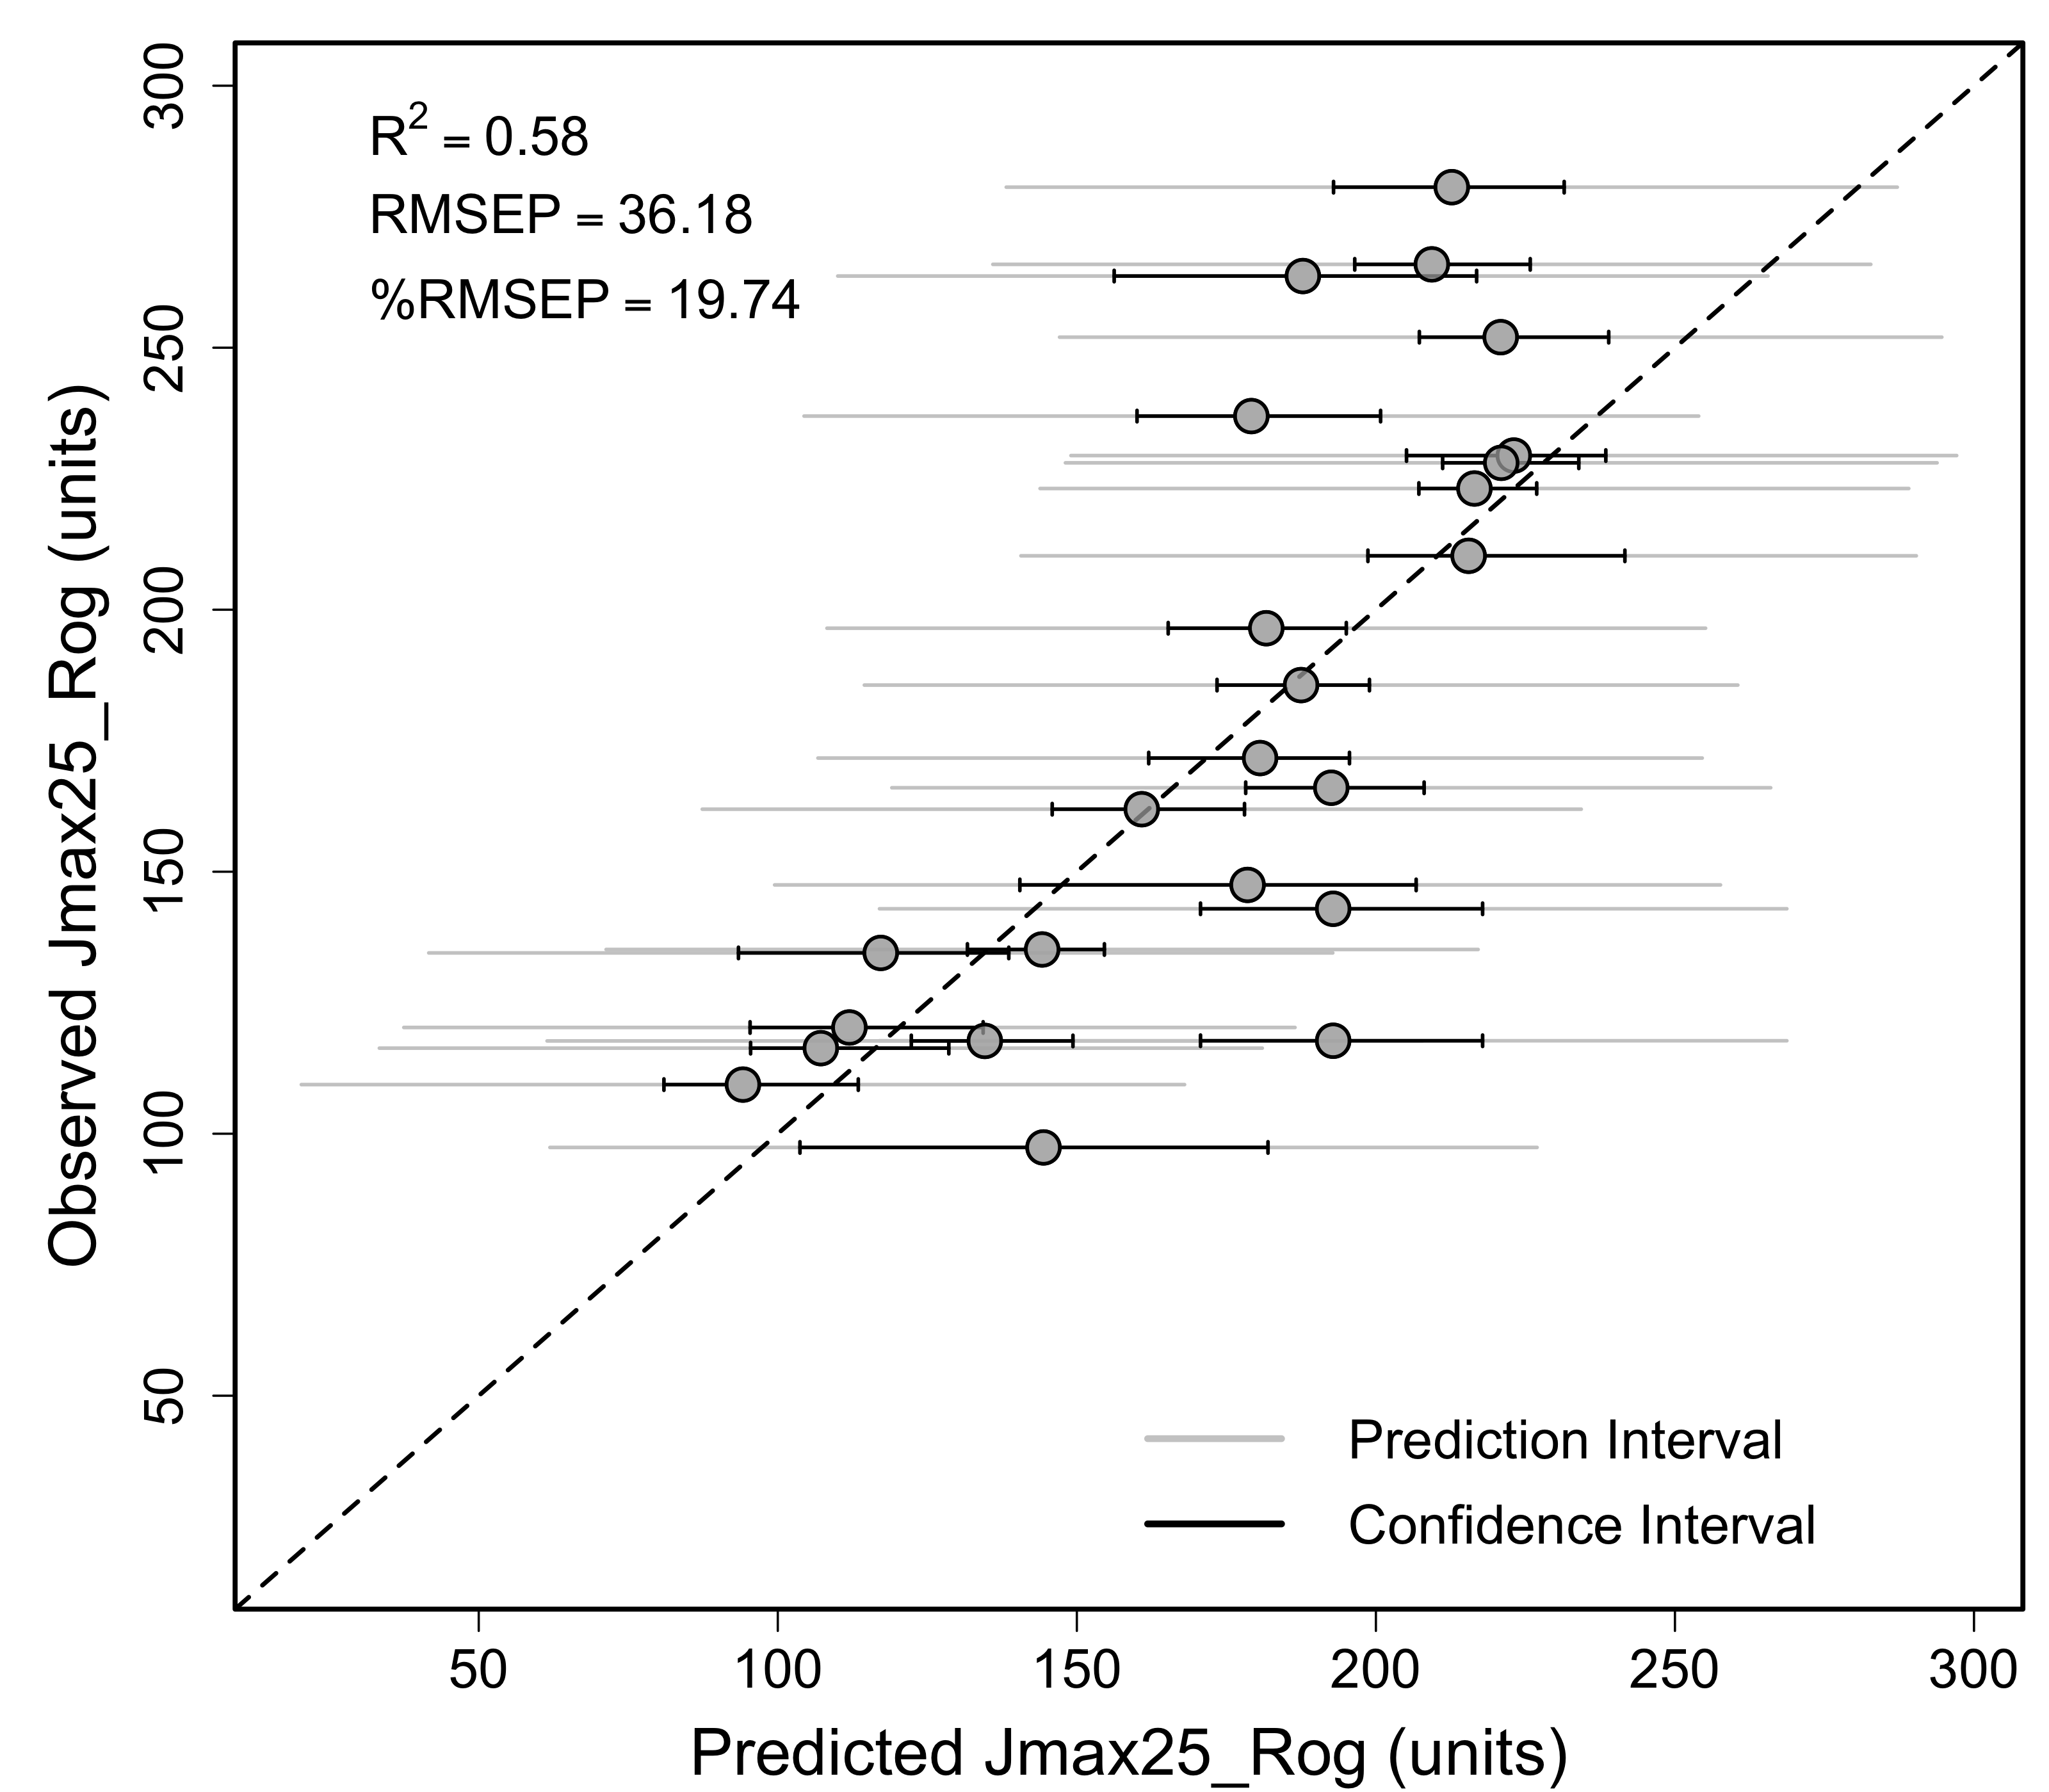 R² = 0.58
RMSEP = 36.18
%RMSEP = 19.74
Observed Jmax25_Rog (units)
300
250
200
150
100
50
Prediction Interval
Confidence Interval
50 100 150 200 250 300
Predicted Jmax25_Rog (units)